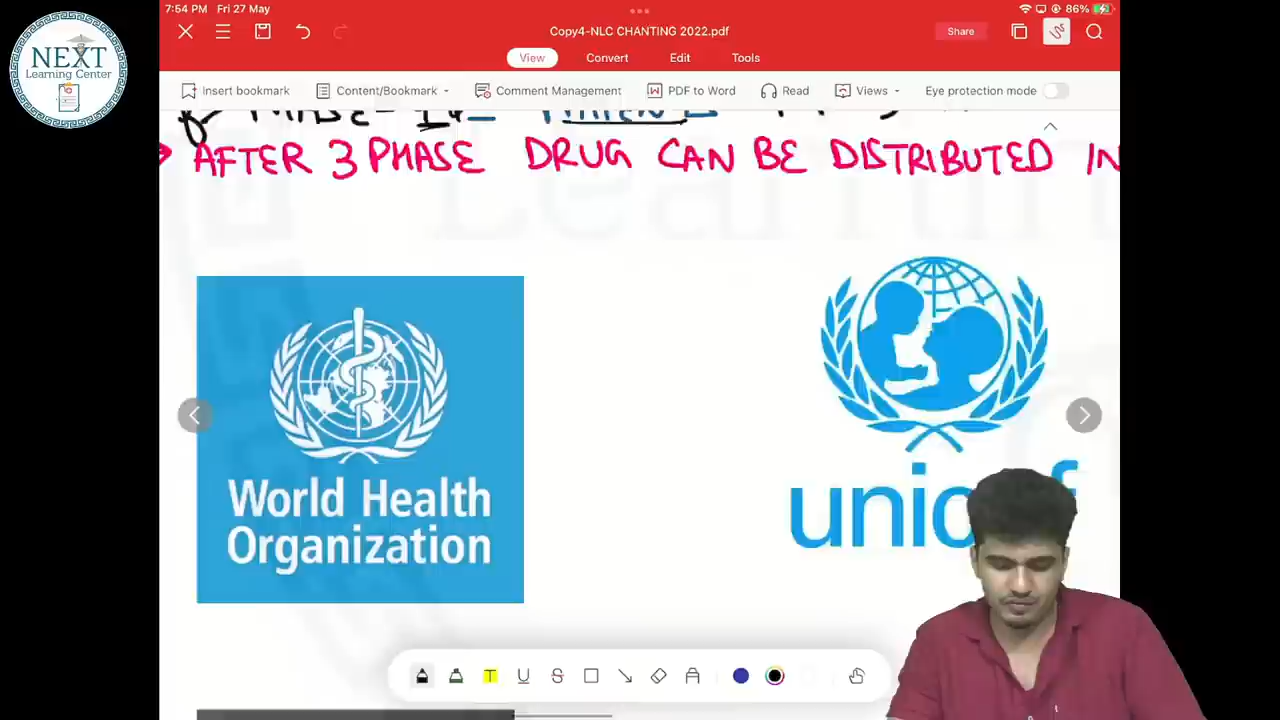 7:54 PM Fri 27 May
86%
NEXT
Learning Center
Copy4-NLC CHANTING 2022.pdf
Share
View
Convert
Edit
Tools
Insert bookmark
Content/Bookmark
Comment Management
PDF to Word
Read
Views
Eye protection mode
AFTER 3 PHASE DRUG CAN BE DISTRIBUTED IN
World Health
Organization
T
U
S